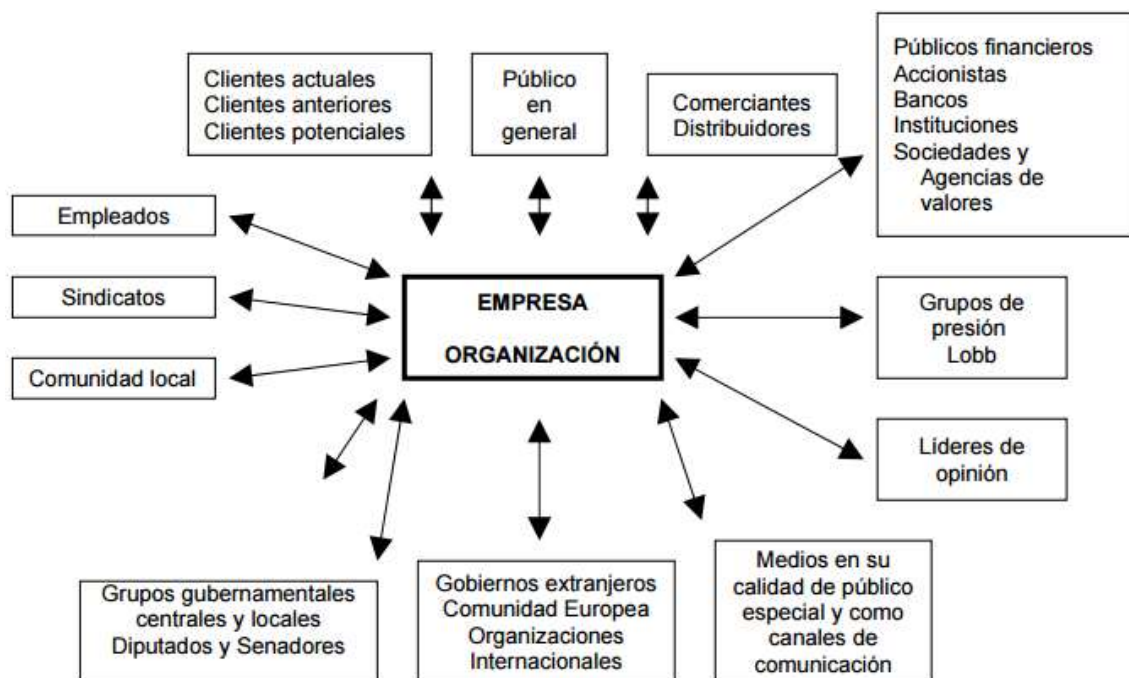 Clientes actuales
Clientes anteriores
Clientes potenciales
Público
en
general
Comerciantes
Distribuidores
Públicos financieros
Accionistas
Bancos
Instituciones
Sociedades y
Agencias de
valores
Empleados
Sindicatos
Comunidad local
EMPRESA
ORGANIZACIÓN
Grupos de
presión
Lobb
Líderes de
opinión
Grupos gubernamentales
centrales y locales
Diputados y Senadores
Gobiernos extranjeros
Comunidad Europea
Organizaciones
Internacionales
Medios en su
calidad de público
especial y como
canales de
comunicación